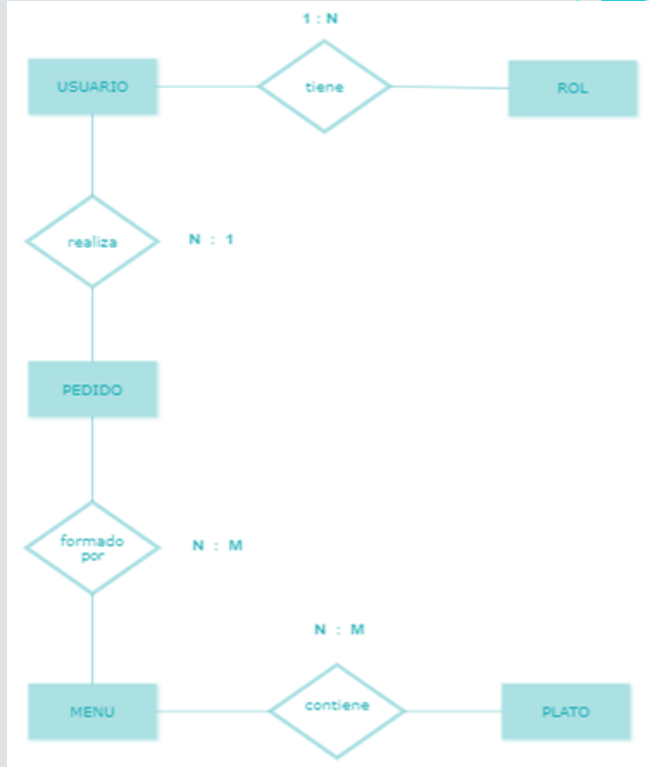 1 : N
USUARIO
tiene
ROL
realiza
N : 1
PEDIDO
formado
por
N : M
N : M
MENU
contiene
PLATO